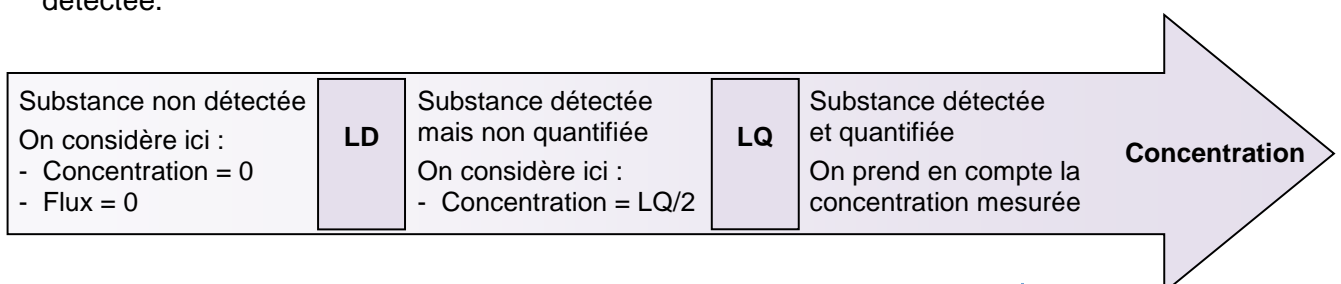 détectée.
Substance non détectée
On considère ici :
- Concentration = 0
- Flux = 0
LD
Substance détectée
mais non quantifiée
On considère ici :
- Concentration = LQ/2
LQ
Substance détectée
et quantifiée
On prend en compte la
concentration mesurée
Concentration